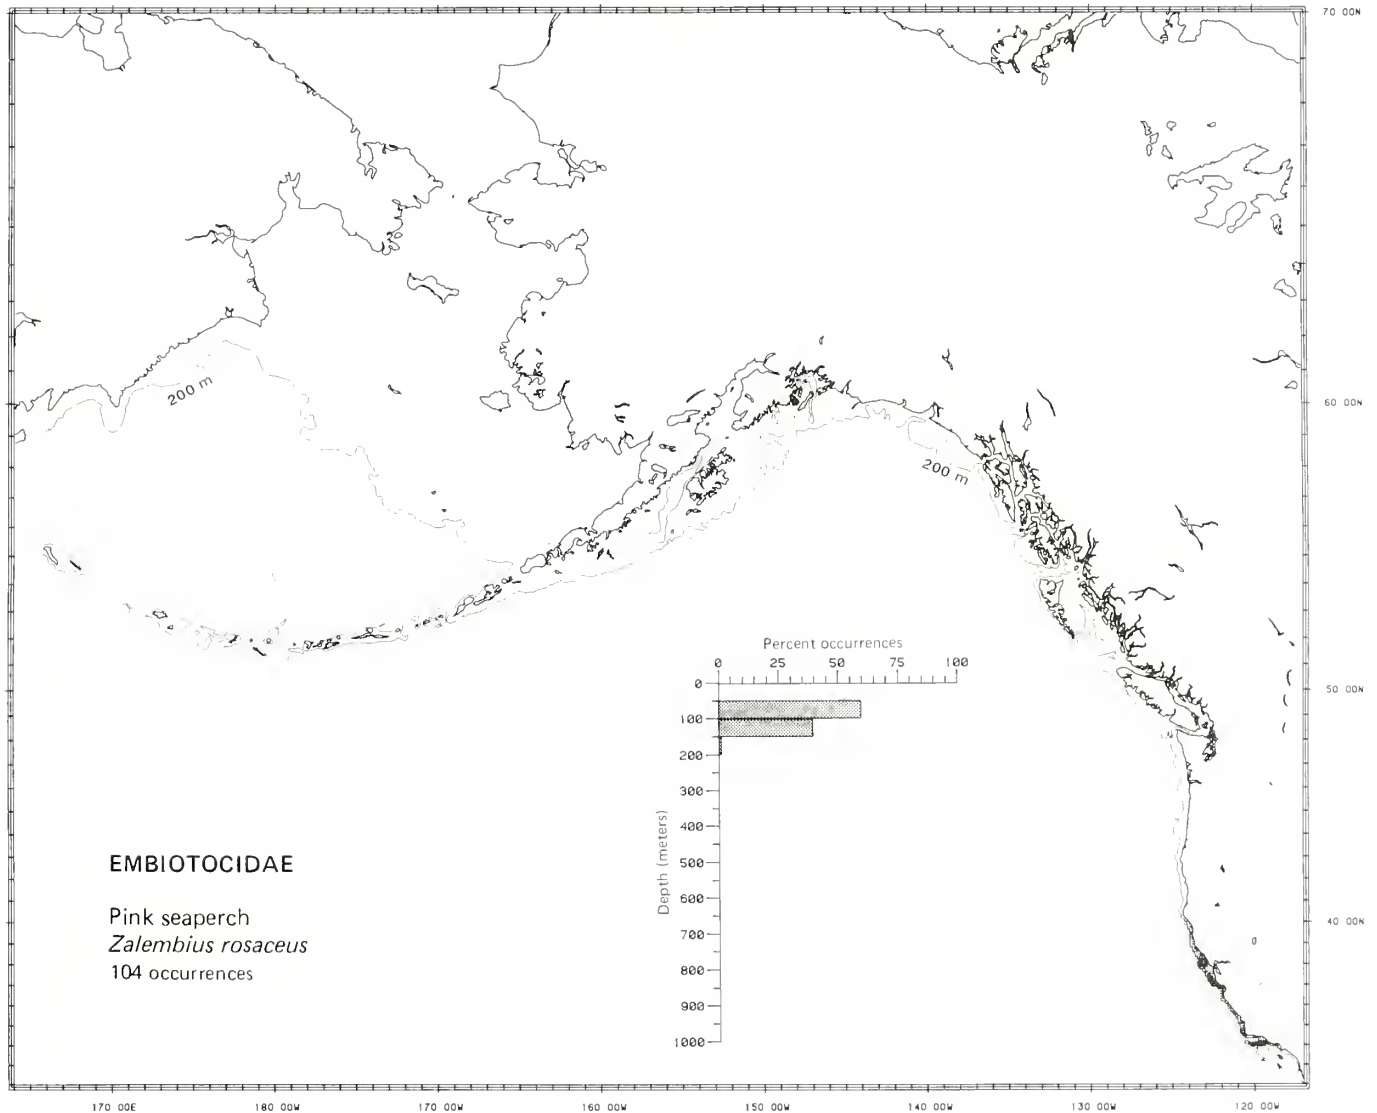 70 00N
200 m
60 00N
200 m
Percent occurrences
0 25 50 75 100
0
50 00N
100
200
300
400
500
600
700
800
900
1000
Depth (meters)
EMBIOTOCIDAE
Pink seaperch
Zalembius rosaceus
104 occurrences
40 00N
170 00E 180 00W 170 00W 160 00W 150 00W 140 00W 130 00W 120 00W